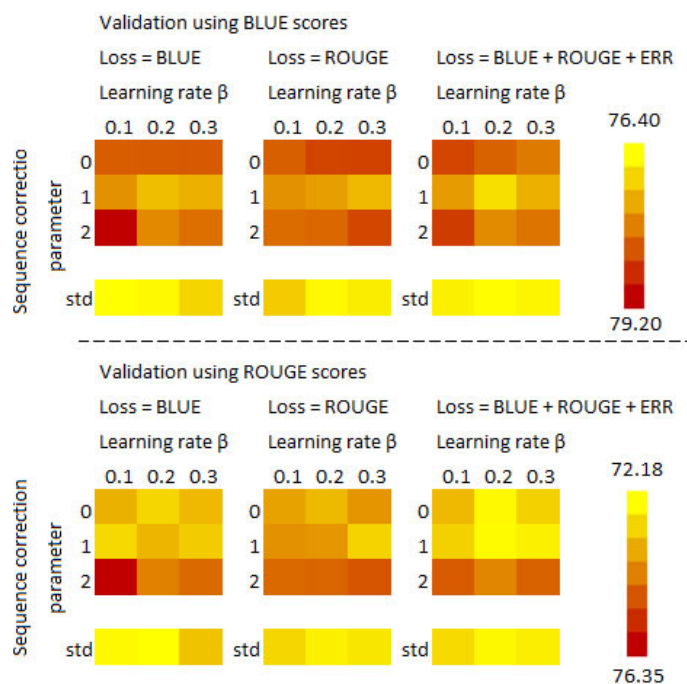 Validation using BLUE scores
Loss = BLUE Loss = ROUGE Loss = BLUE + ROUGE + ERR
Learning rate β Learning rate β Learning rate β
0.1 0.2 0.3 0.1 0.2 0.3 0.1 0.2 0.3 76.40
Sequence correctio
parameter
0 0 0
1 1 1
2 2 2
std std std
79.20
Validation using ROUGE scores
Loss = BLUE Loss = ROUGE Loss = BLUE + ROUGE + ERR
Learning rate β Learning rate β Learning rate β
0.1 0.2 0.3 0.1 0.2 0.3 0.1 0.2 0.3 72.18
Sequence correction
parameter
0 0 0
1 1 1
2 2 2
std std std
76.35